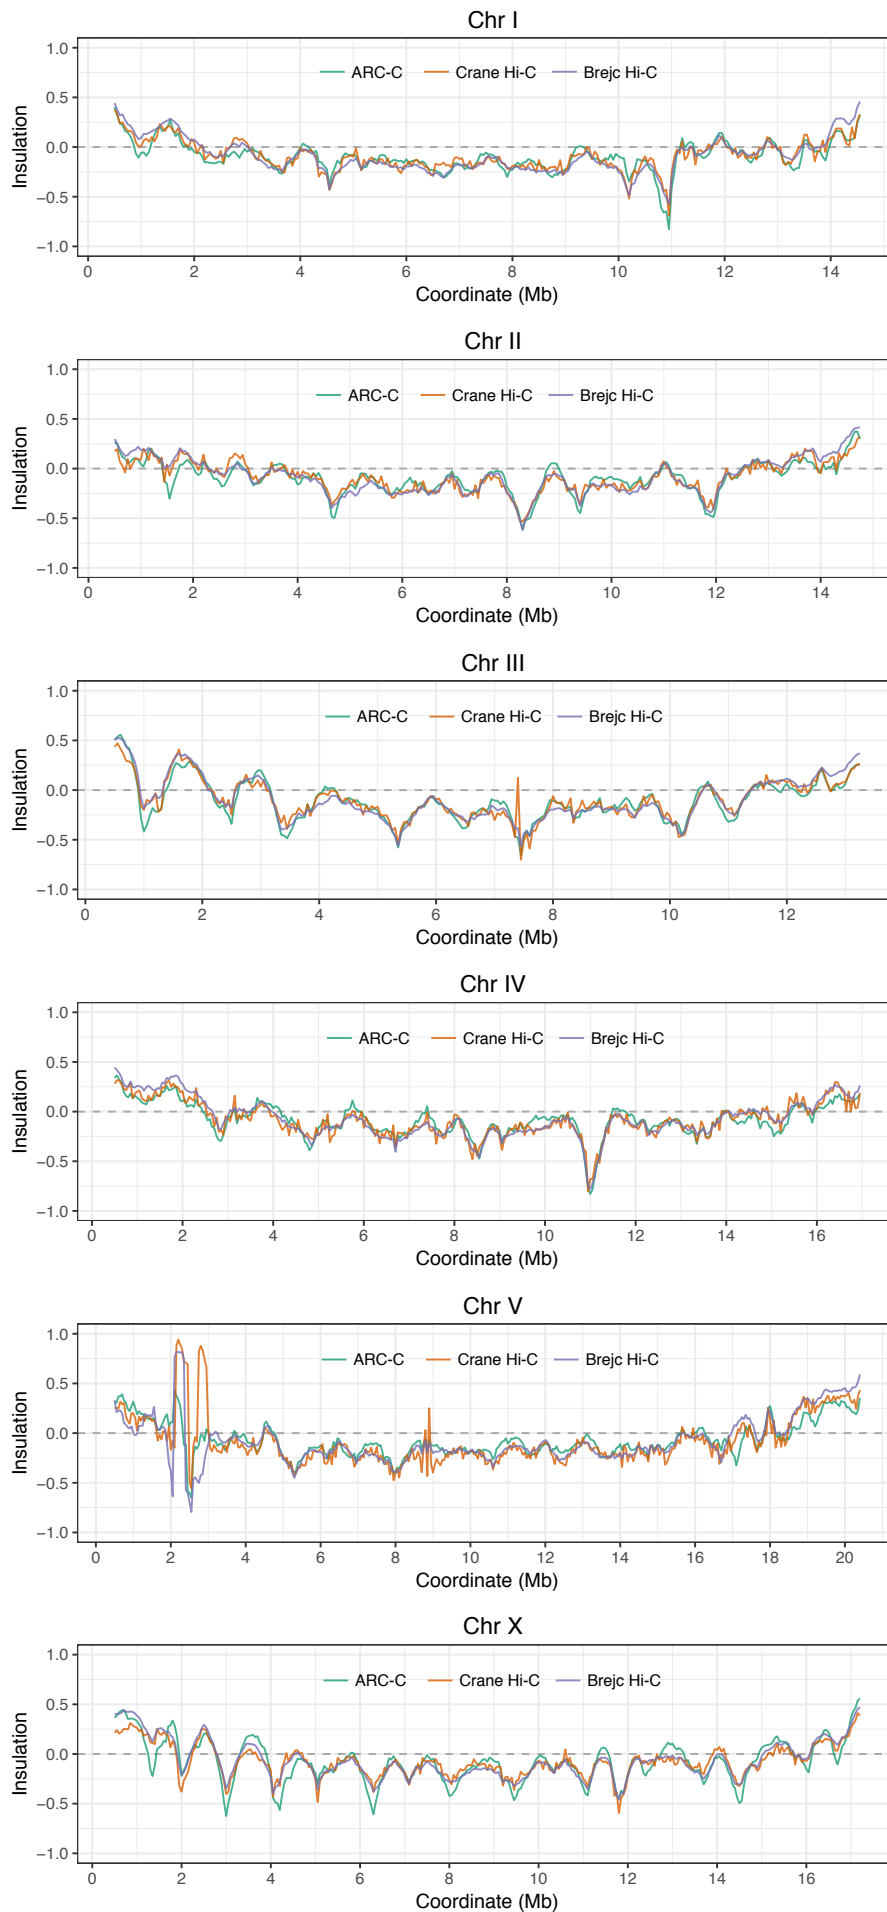 Chr I
1.0
ARC-C Crane Hi-C Brejc Hi-C
0.5
Insulation
0.0
−0.5
−1.0
0 2 4 6 8 10 12 14
Coordinate (Mb)
Chr II
1.0
ARC-C Crane Hi-C Brejc Hi-C
0.5
Insulation
0.0
−0.5
−1.0
0 2 4 6 8 10 12 14
Coordinate (Mb)
Chr III
1.0
ARC-C Crane Hi-C Brejc Hi-C
0.5
Insulation
0.0
−0.5
−1.0
0 2 4 6 8 10 12
Coordinate (Mb)
Chr IV
1.0
ARC-C Crane Hi-C Brejc Hi-C
0.5
Insulation
0.0
−0.5
−1.0
0 2 4 6 8 10 12 14 16
Coordinate (Mb)
Chr V
1.0
ARC-C Crane Hi-C Brejc Hi-C
0.5
Insulation
0.0
−0.5
−1.0
0 2 4 6 8 10 12 14 16 18 20
Coordinate (Mb)
Chr X
1.0
ARC-C Crane Hi-C Brejc Hi-C
0.5
Insulation
0.0
−0.5
−1.0
0 2 4 6 8 10 12 14 16
Coordinate (Mb)